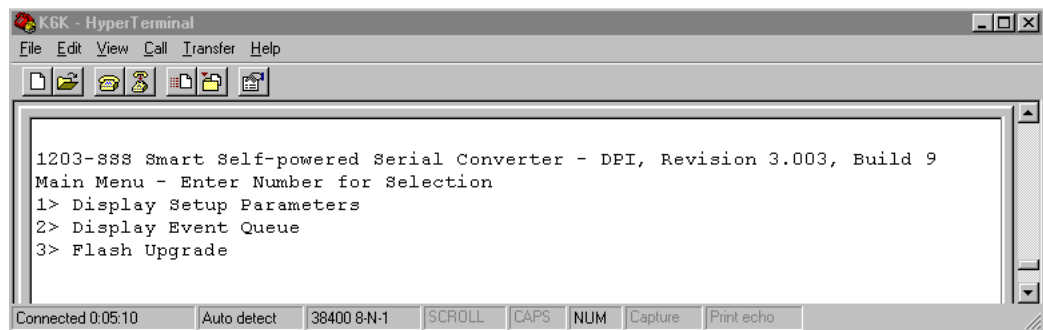 K6K - HyperTerminal
File Edit View Call Transfer Help
1203-SSS Smart Self-powered Serial Converter - DPI, Revision 3.003, Build 9
Main Menu - Enter Number for Selection
1> Display Setup Parameters
2> Display Event Queue
3> Flash Upgrade
Connected 0:05:10 Auto detect 38400 8-N-1 SCROLL CAPS NUM Capture Print echo